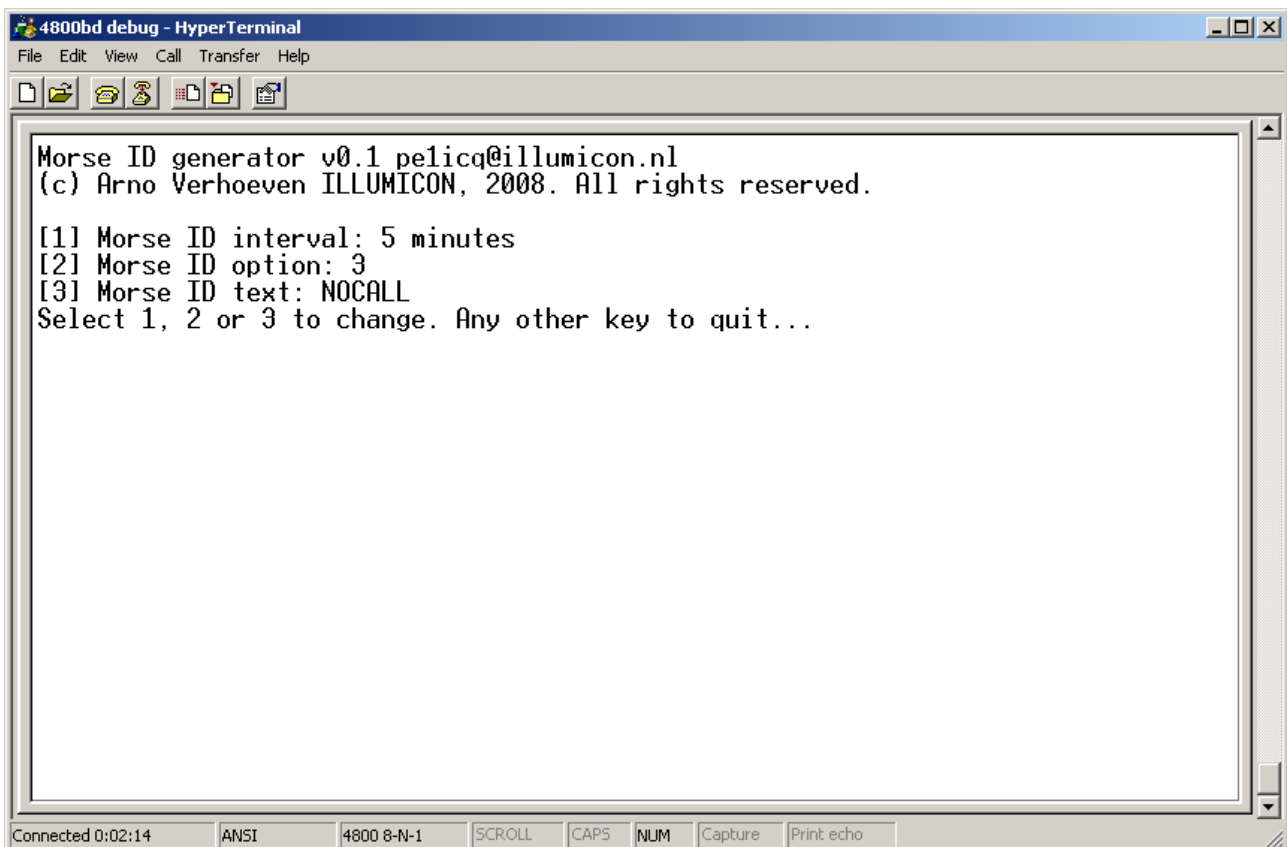 4800bd debug - HyperTerminal
File Edit View Call Transfer Help
Morse ID generator v0.1 pe1icq@illumicon.nl
(c) Arno Verhoeven ILLUMICON, 2008. All rights reserved.
[1] Morse ID interval: 5 minutes
[2] Morse ID option: 3
[3] Morse ID text: NOCALL
Select 1, 2 or 3 to change. Any other key to quit...
Connected 0:02:14 ANSI 4800 8-N-1 SCROLL CAPS NUM Capture Print echo